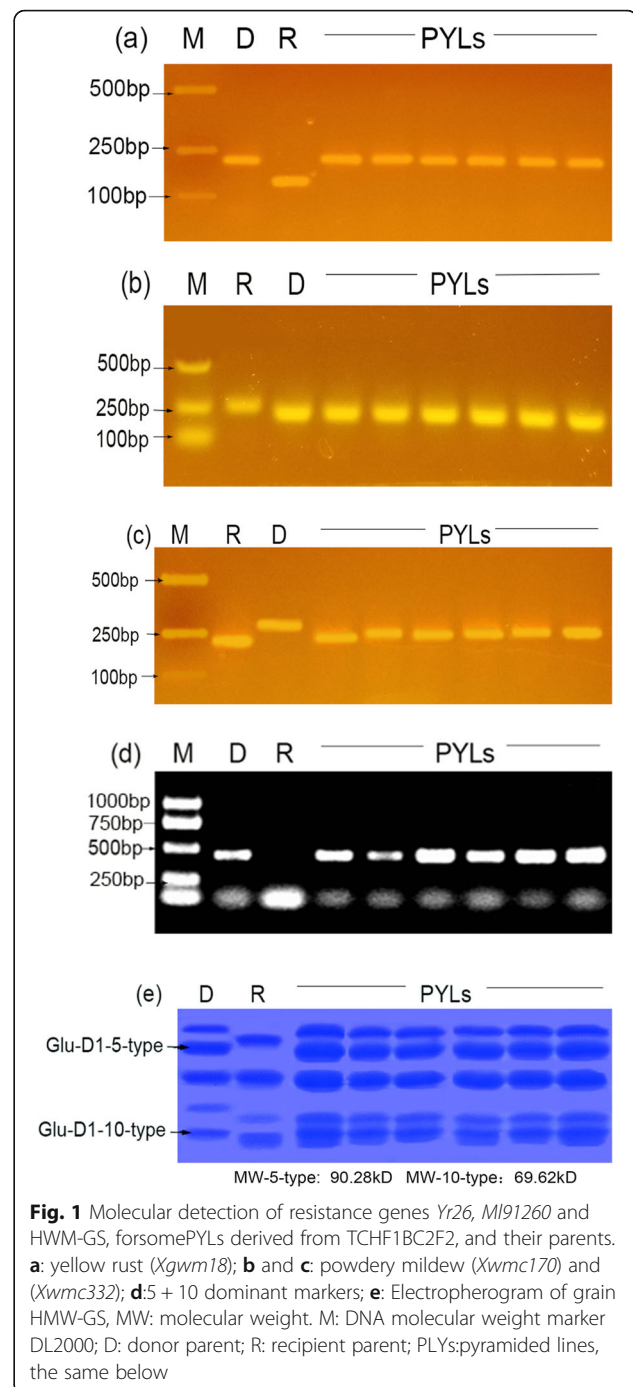 (a) M D R PYLs
500bp
250bp
100bp
(b) M R D PYLs
500bp
250bp
100bp
(c) M R D PYLs
500bp
250bp
100bp
(d) M D R PYLs
1000bp
750bp
500bp
250bp
(e) D R PYLs
Glu-D1-5-type
Glu-D1-10-type
MW-5-type: 90.28kD MW-10-type: 69.62kD
Fig. 1 Molecular detection of resistance genes Yr26, Ml91260 and
HWM-GS, forsomePYLs derived from TCHF1BC2F2, and their parents.
a: yellow rust (Xgwm18); b and c: powdery mildew (Xwmc170) and
(Xwmc332); d:5 + 10 dominant markers; e: Electropherogram of grain
HMW-GS, MW: molecular weight. M: DNA molecular weight marker
DL2000; D: donor parent; R: recipient parent; PLYs:pyramided lines,
the same below